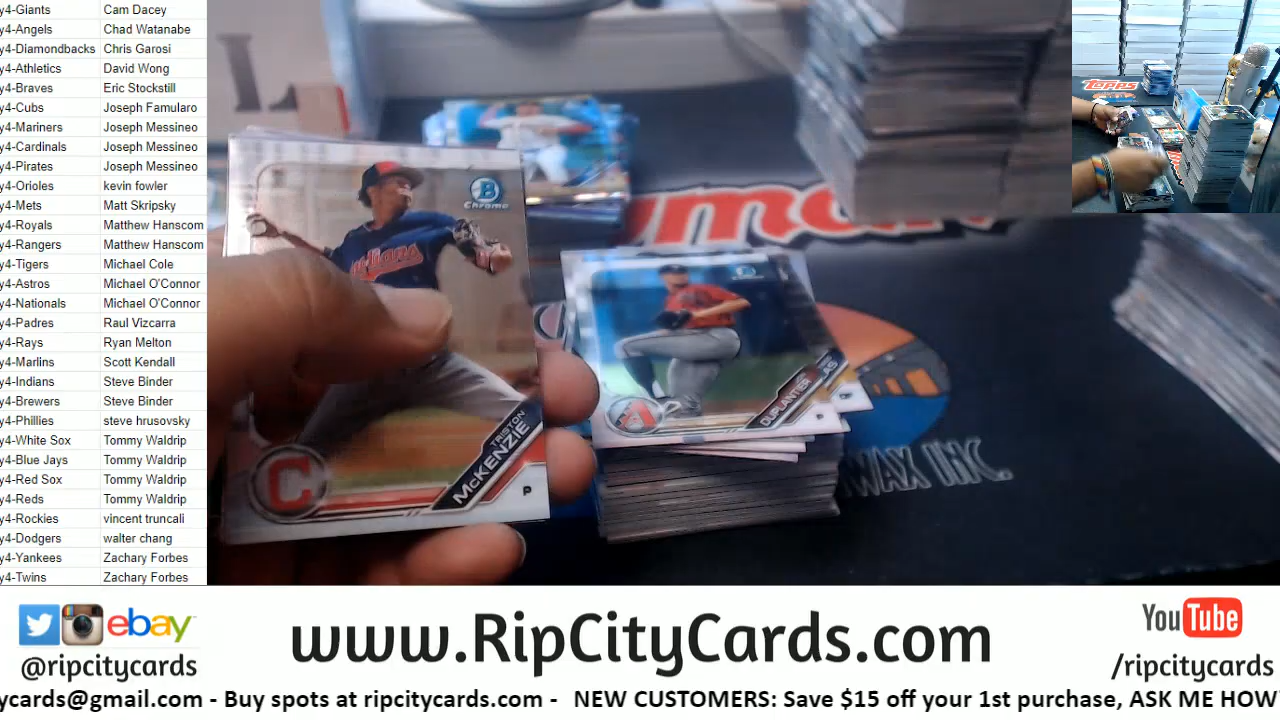 y4-Giants Cam Dacey
y4-Angels Chad Watanabe
y4-Diamondbacks Chris Garosi
y4-Athletics David Wong
y4-Braves Eric Stockstill
y4-Cubs Joseph Famularo
y4-Mariners Joseph Messineo
y4-Cardinals Joseph Messineo
y4-Pirates Joseph Messineo
y4-Orioles kevin fowler
y4-Mets Matt Skripsky
y4-Royals Matthew Hanscom
y4-Rangers Matthew Hanscom
y4-Tigers Michael Cole
y4-Astros Michael O'Connor
y4-Nationals Michael O'Connor
y4-Padres Raul Vizcarra
y4-Rays Ryan Melton
y4-Marlins Scott Kendall
y4-Indians Steve Binder
y4-Brewers Steve Binder
y4-Phillies steve hrusovsky
y4-White Sox Tommy Waldrip
y4-Blue Jays Tommy Waldrip
y4-Red Sox Tommy Waldrip
y4-Reds Tommy Waldrip
y4-Rockies vincent truncali
y4-Dodgers walter chang
y4-Yankees Zachary Forbes
y4-Twins Zachary Forbes
B
Chrome
C
TRISTON
McKENZIE
P
DUPLANTIER
P
WAX INC.
Topps
ebay
@ripcitycards
www.RipCityCards.com
YouTube
/ripcitycards
ycards@gmail.com - Buy spots at ripcitycards.com - NEW CUSTOMERS: Save $15 off your 1st purchase, ASK ME HOW